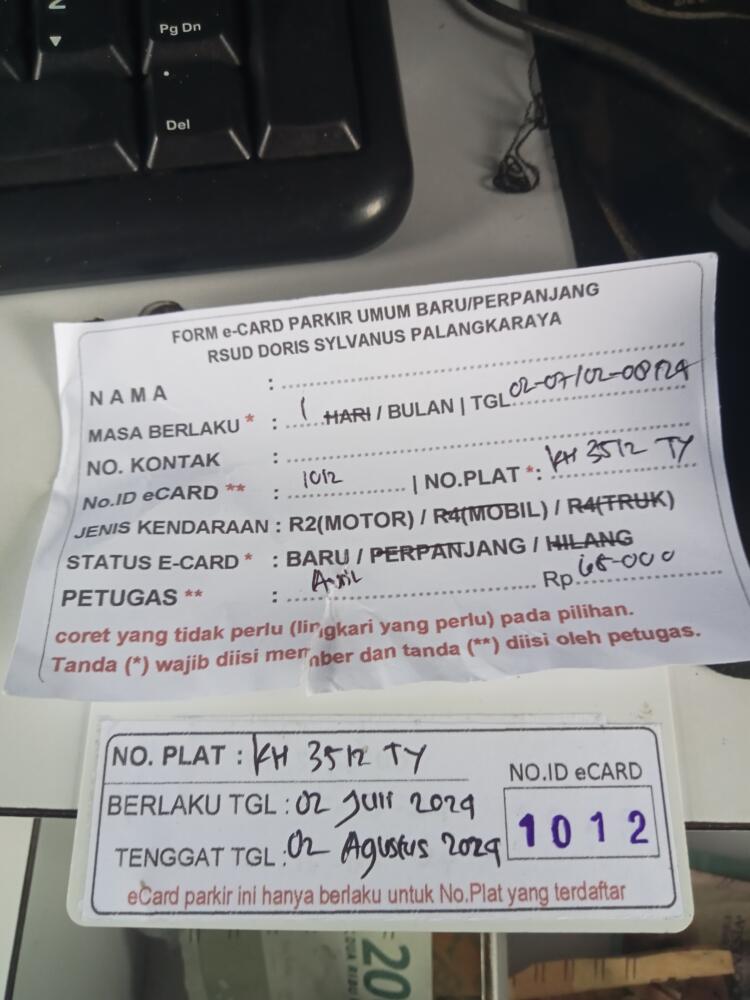 Pg Dn
Del
FORM e-CARD PARKIR UMUM BARU/PERPANJANG
RSUD DORIS SYLVANUS PALANGKARAYA
NAMA :
MASA BERLAKU * : 1 HARI / BULAN | TGL 02-07/02-08/24
NO. KONTAK :
No.ID eCARD ** : 1012 | NO.PLAT *: KH 3512 TY
JENIS KENDARAAN : R2(MOTOR) / R4(MOBIL) / R4(TRUK)
STATUS E-CARD * : BARU / PERPANJANG / HILANG
PETUGAS ** : Rp
coret yang tidak perlu (lingkari yang perlu) pada pilihan.
Tanda (*) wajib diisi member dan tanda (**) diisi oleh petugas.
NO. PLAT : KH 3512 TY
NO.ID eCARD
BERLAKU TGL : 02 Juli 2024
1012
TENGGAT TGL : 02 Agustus 2024
eCard parkir ini hanya berlaku untuk No.Plat yang terdaftar
20